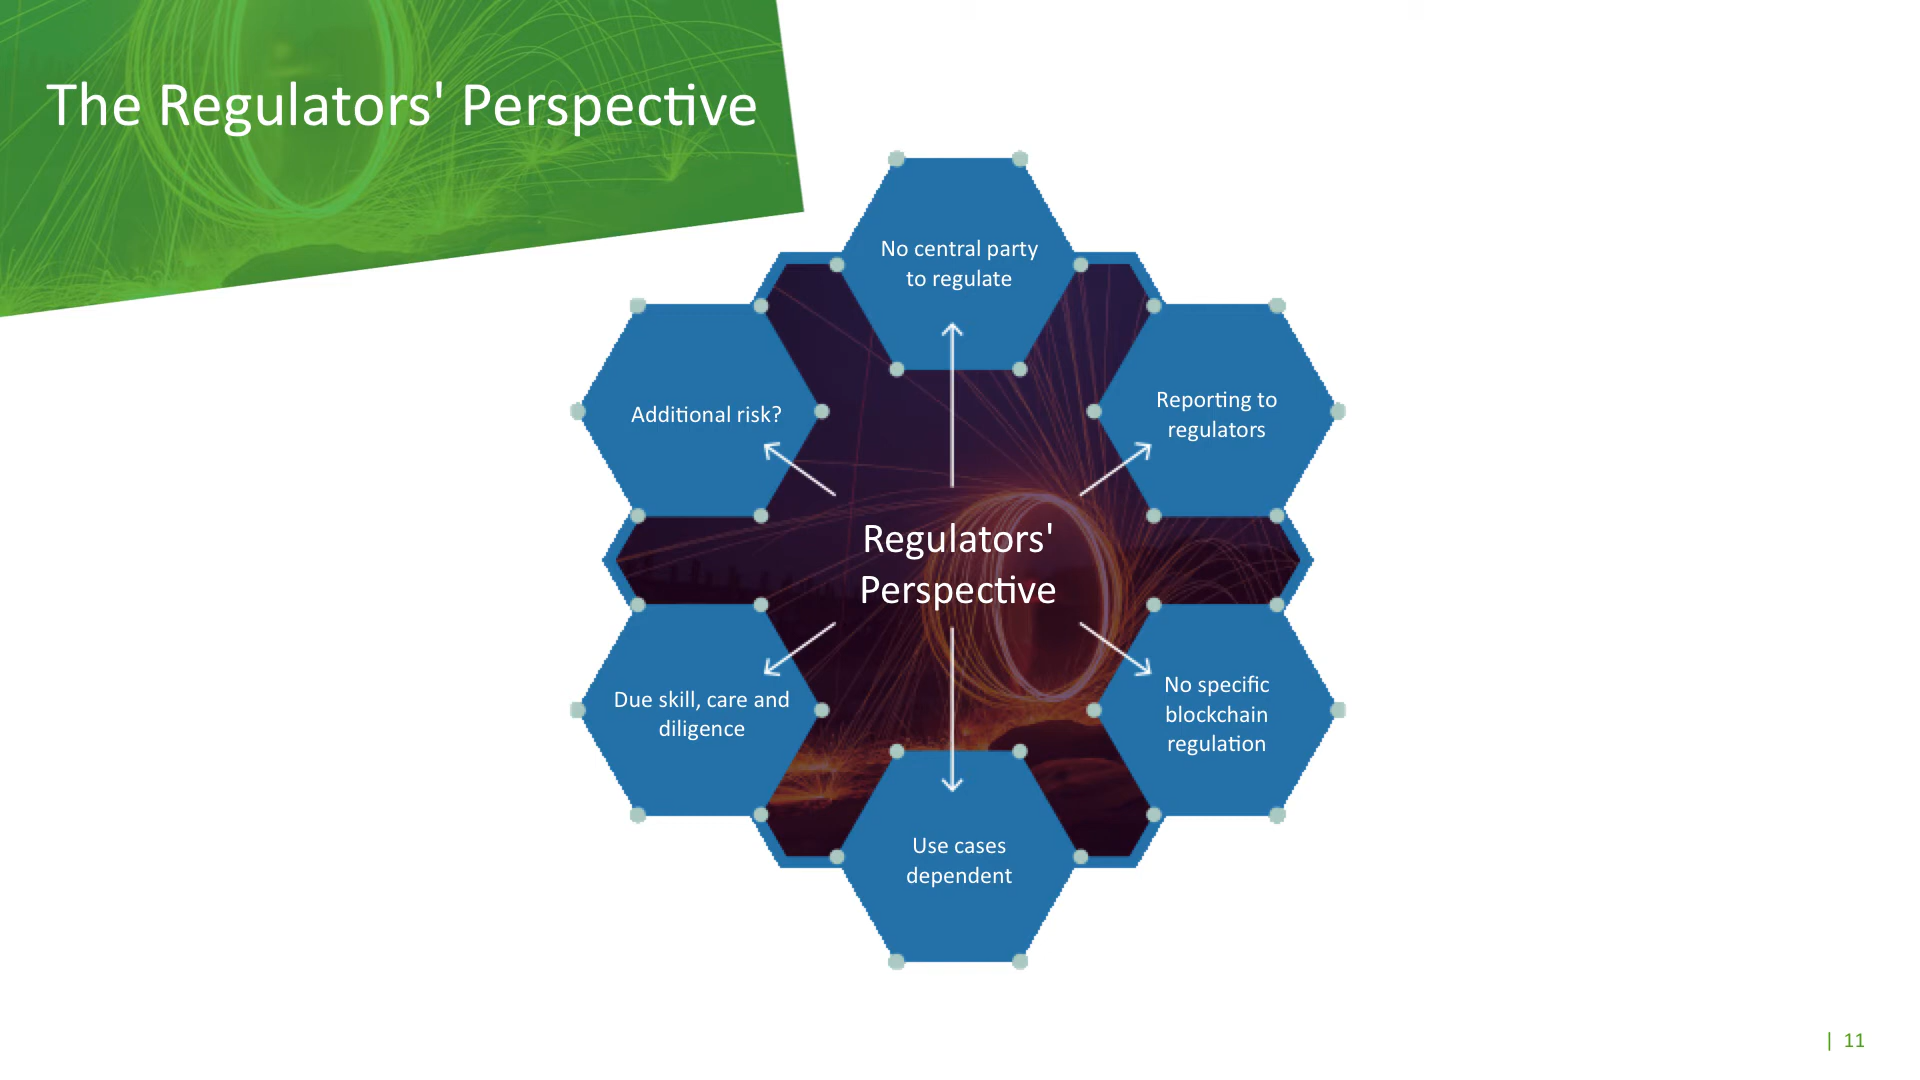 The Regulators' Perspective
No central party
to regulate
Additional risk?
Reporting to
regulators
Regulators'
Perspective
Due skill, care and
diligence
No specific
blockchain
regulation
Use cases
dependent
| 11